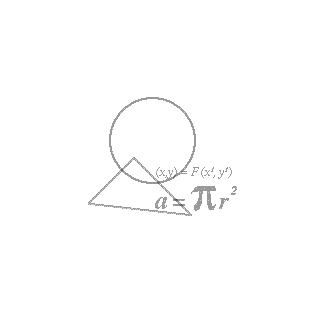 (x,y) = F(x', y')
a = πr²